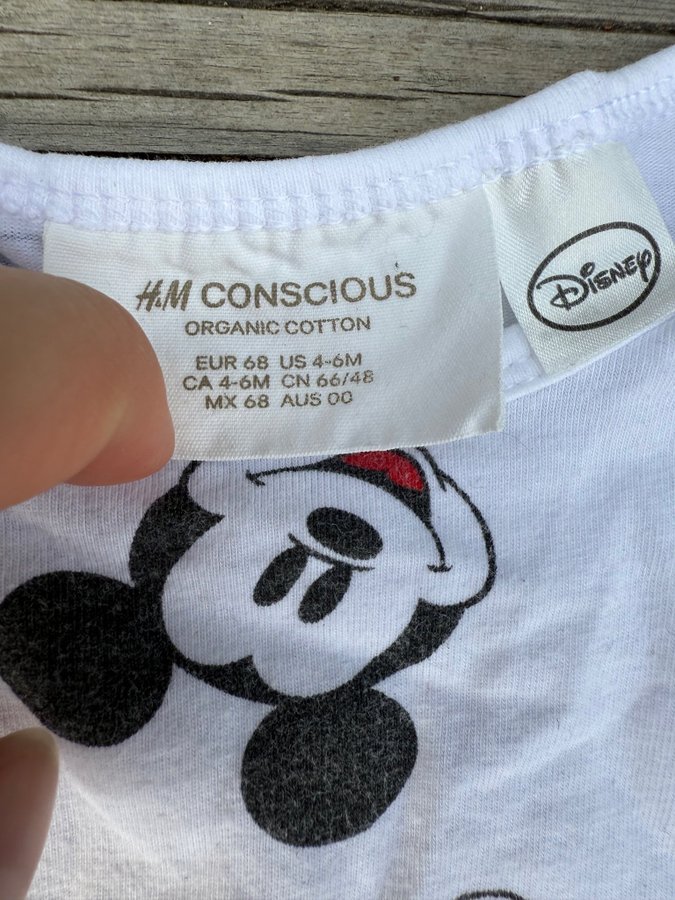 H&M CONSCIOUS
ORGANIC COTTON
EUR 68 US 4-6M
CA 4-6M CN 66/48
MX 68 AUS 00
Disney